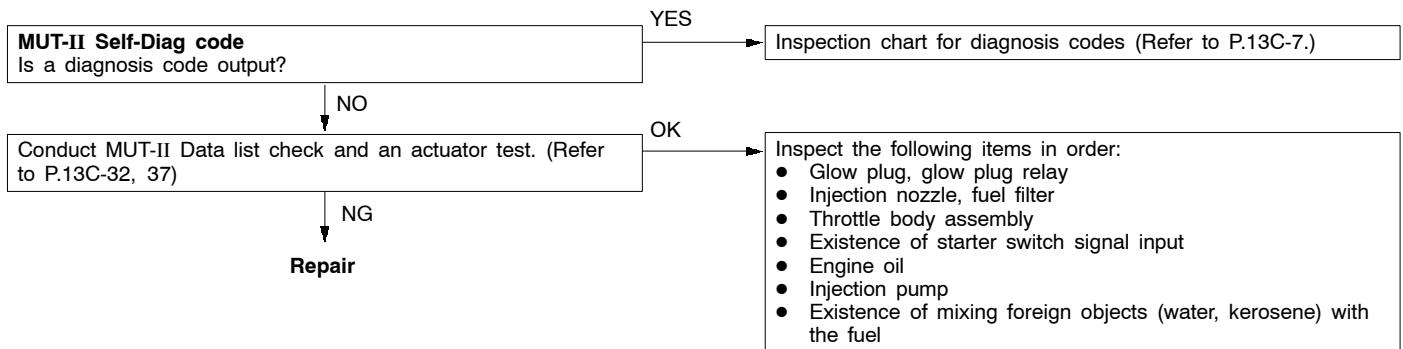 YES
MUT-II Self-Diag code
Is a diagnosis code output?
Inspection chart for diagnosis codes (Refer to P.13C-7.)
NO
OK
Conduct MUT-II Data list check and an actuator test. (Refer
to P.13C-32, 37)
NG
Repair
Inspect the following items in order:
● Glow plug, glow plug relay
● Injection nozzle, fuel filter
● Throttle body assembly
● Existence of starter switch signal input
● Engine oil
● Injection pump
● Existence of mixing foreign objects (water, kerosene) with
the fuel